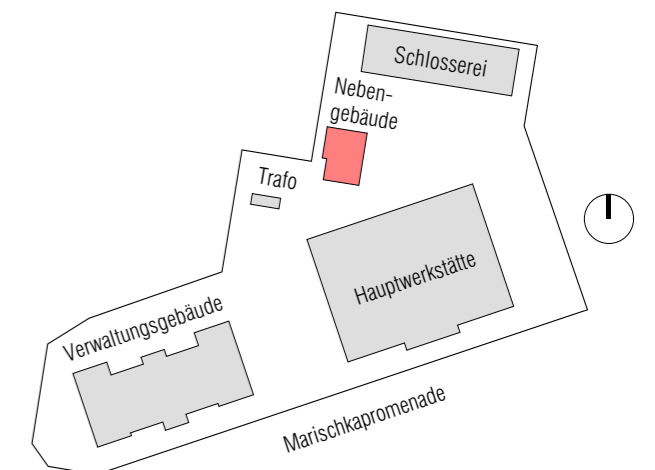 Schlosserei
Neben-
gebäude
Trafo
Hauptwerkstätte
Verwaltungsgebäude
Marischkapromenade